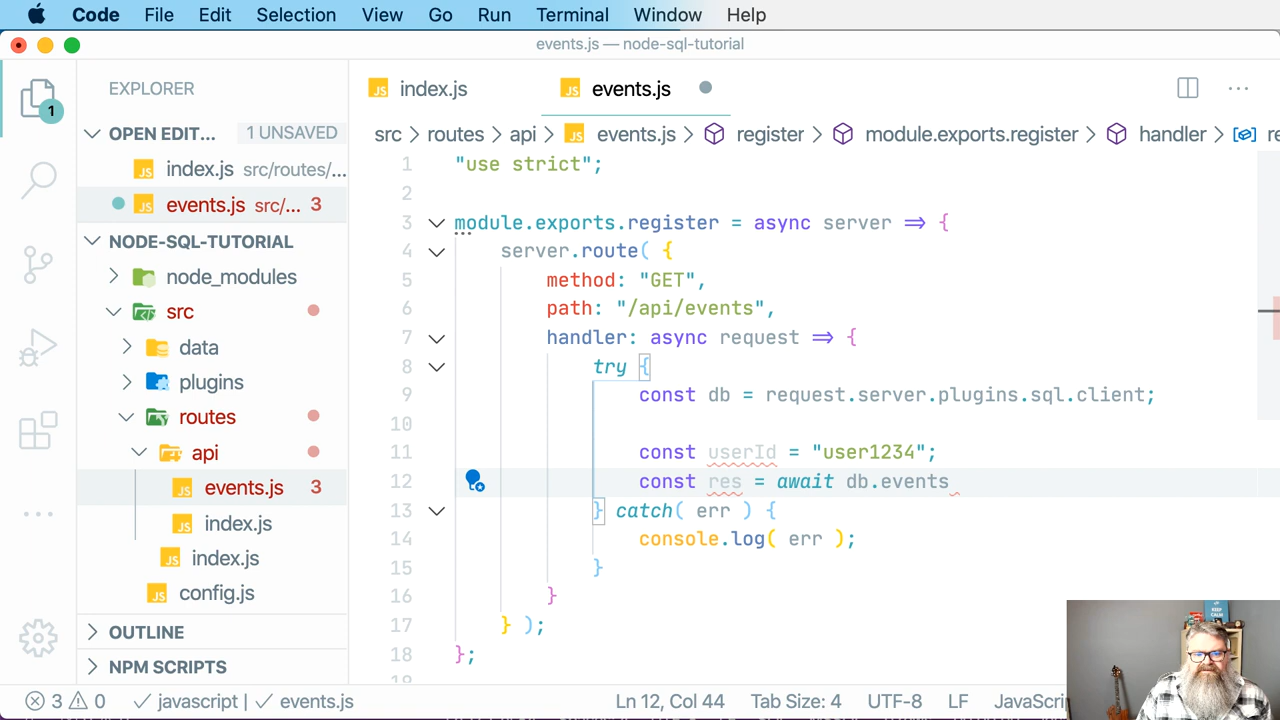 Code File Edit Selection View Go Run Terminal Window Help
events.js — node-sql-tutorial
EXPLORER
OPEN EDIT... 1 UNSAVED
index.js src/routes/...
events.js src/... 3
NODE-SQL-TUTORIAL
node_modules
src
data
plugins
routes
api
events.js 3
index.js
index.js
config.js
OUTLINE
NPM SCRIPTS
1
index.js events.js
src > routes > api > events.js > register > module.exports.register > handler > re
1 "use strict";
2
3 module.exports.register = async server => {
4 server.route( {
5 method: "GET",
6 path: "/api/events",
7 handler: async request => {
8 try {
9 const db = request.server.plugins.sql.client;
10
11 const userId = "user1234";
12 const res = await db.events
13 } catch( err ) {
14 console.log( err );
15 }
16 }
17 } );
18 };
19
3 0 javascript | events.js Ln 12, Col 44 Tab Size: 4 UTF-8 LF JavaScri